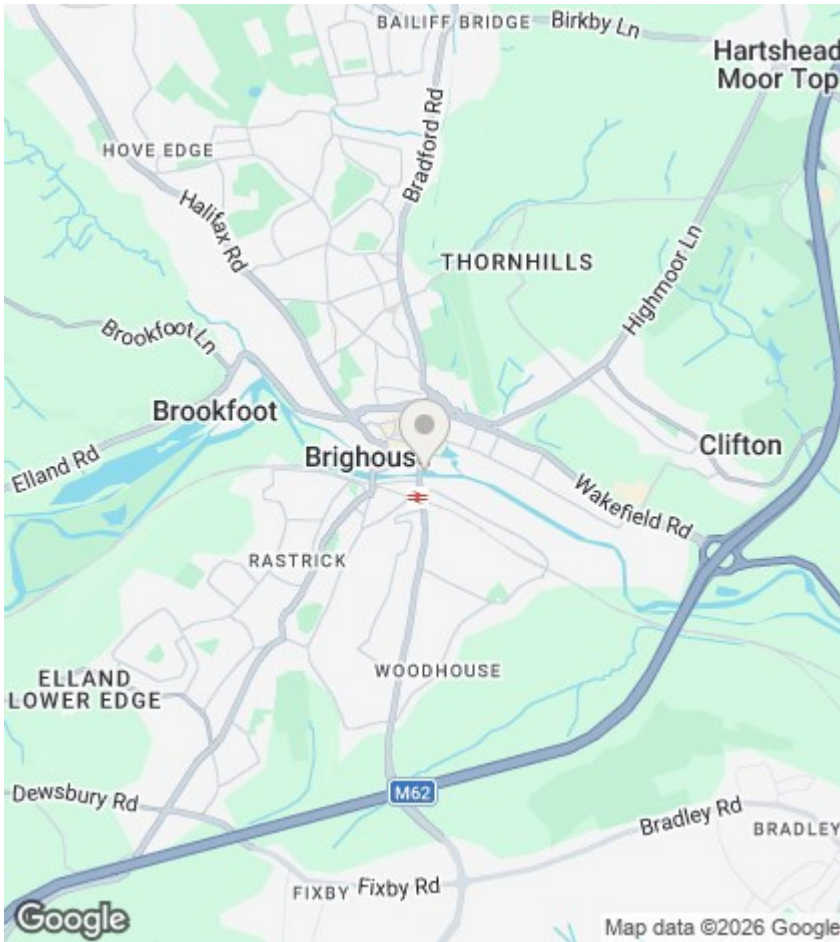 BAILIFF BRIDGE
Birkby Ln
Hartshead
Moor Top
Bradford Rd
HOVE EDGE
Halifax Rd
THORNHILLS
Highmoor Ln
Brookfoot Ln
Brookfoot
Elland Rd
Brighous
Clifton
Wakefield Rd
RASTRICK
WOODHOUSE
ELLAND
LOWER EDGE
M62
Dewsbury Rd
Bradley Rd
BRADLEY
FIXBY
Fixby Rd
Google
Map data ©2026 Google